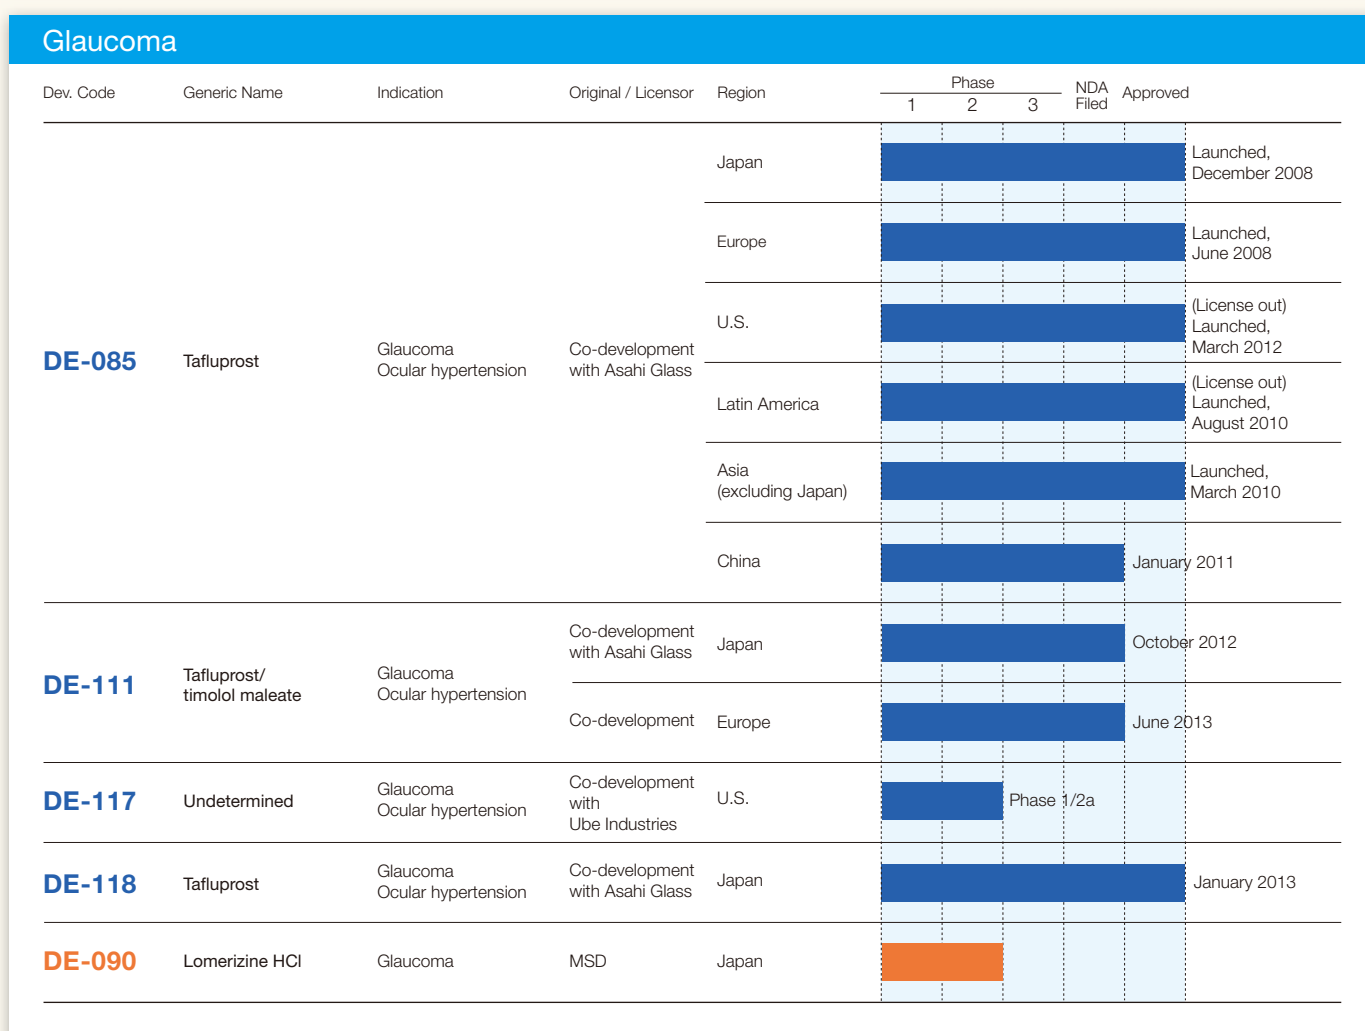 Glaucoma
Dev. Code Generic Name Indication Original / Licensor Region Phase 1 2 3 NDA Filed Approved
Japan
Launched,
December 2008
Europe
Launched,
June 2008
U.S.
(License out)
Launched,
March 2012
DE-085
Tafluprost
Glaucoma
Ocular hypertension
Co-development
with Asahi Glass
Latin America
(License out)
Launched,
August 2010
Asia
(excluding Japan)
Launched,
March 2010
China
January 2011
DE-111
Tafluprost/
timolol maleate
Glaucoma
Ocular hypertension
Co-development
with Asahi Glass
Japan
October 2012
Co-development
Europe
June 2013
DE-117
Undetermined
Glaucoma
Ocular hypertension
Co-development
with
Ube Industries
U.S.
Phase 1/2a
DE-118
Tafluprost
Glaucoma
Ocular hypertension
Co-development
with Asahi Glass
Japan
January 2013
DE-090
Lomerizine HCl
Glaucoma
MSD
Japan